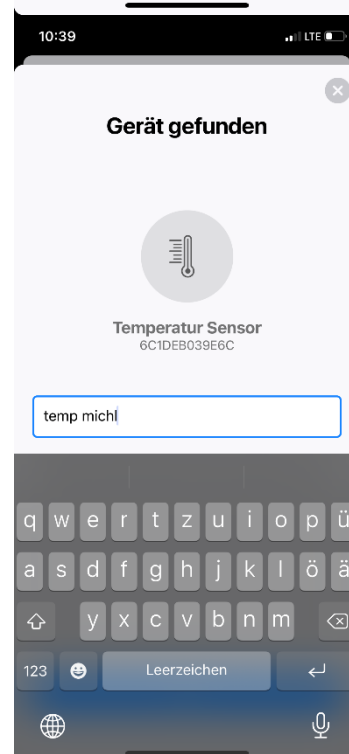 10:39
LTE
Gerät gefunden
Temperatur Sensor
6C1DEB039E6C
temp michl
q w e r t z u i o p ü
a s d f g h j k l ö ä
y x c v b n m
123 Leerzeichen